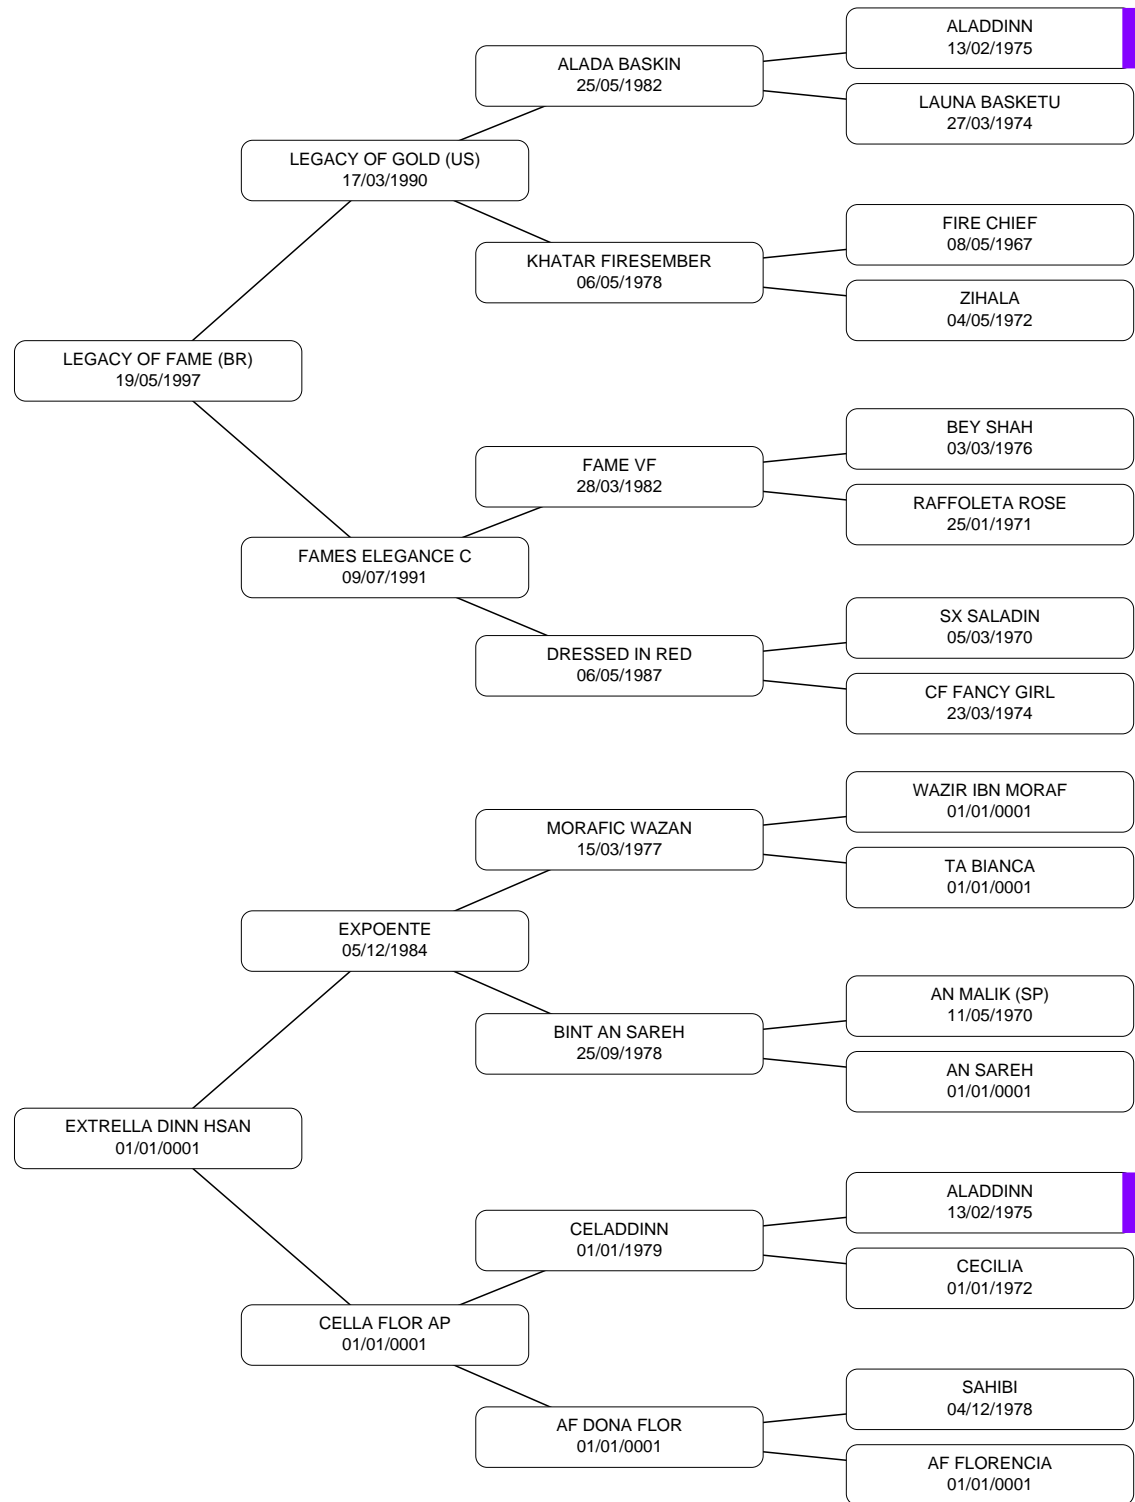 ALADDINN
13/02/1975
ALADA BASKIN
25/05/1982
LAUNA BASKETU
27/03/1974
LEGACY OF GOLD (US)
17/03/1990
FIRE CHIEF
08/05/1967
KHATAR FIRESEMBER
06/05/1978
ZIHALA
04/05/1972
LEGACY OF FAME (BR)
19/05/1997
BEY SHAH
03/03/1976
FAME VF
28/03/1982
RAFFOLETA ROSE
25/01/1971
FAMES ELEGANCE C
09/07/1991
SX SALADIN
05/03/1970
DRESSED IN RED
06/05/1987
CF FANCY GIRL
23/03/1974
WAZIR IBN MORAF
01/01/0001
MORAFIC WAZAN
15/03/1977
TA BIANCA
01/01/0001
EXPOENTE
05/12/1984
AN MALIK (SP)
11/05/1970
BINT AN SAREH
25/09/1978
AN SAREH
01/01/0001
EXTRELLA DINN HSAN
01/01/0001
ALADDINN
13/02/1975
CELADDINN
01/01/1979
CECILIA
01/01/1972
CELLA FLOR AP
01/01/0001
SAHIBI
04/12/1978
AF DONA FLOR
01/01/0001
AF FLORENCIA
01/01/0001